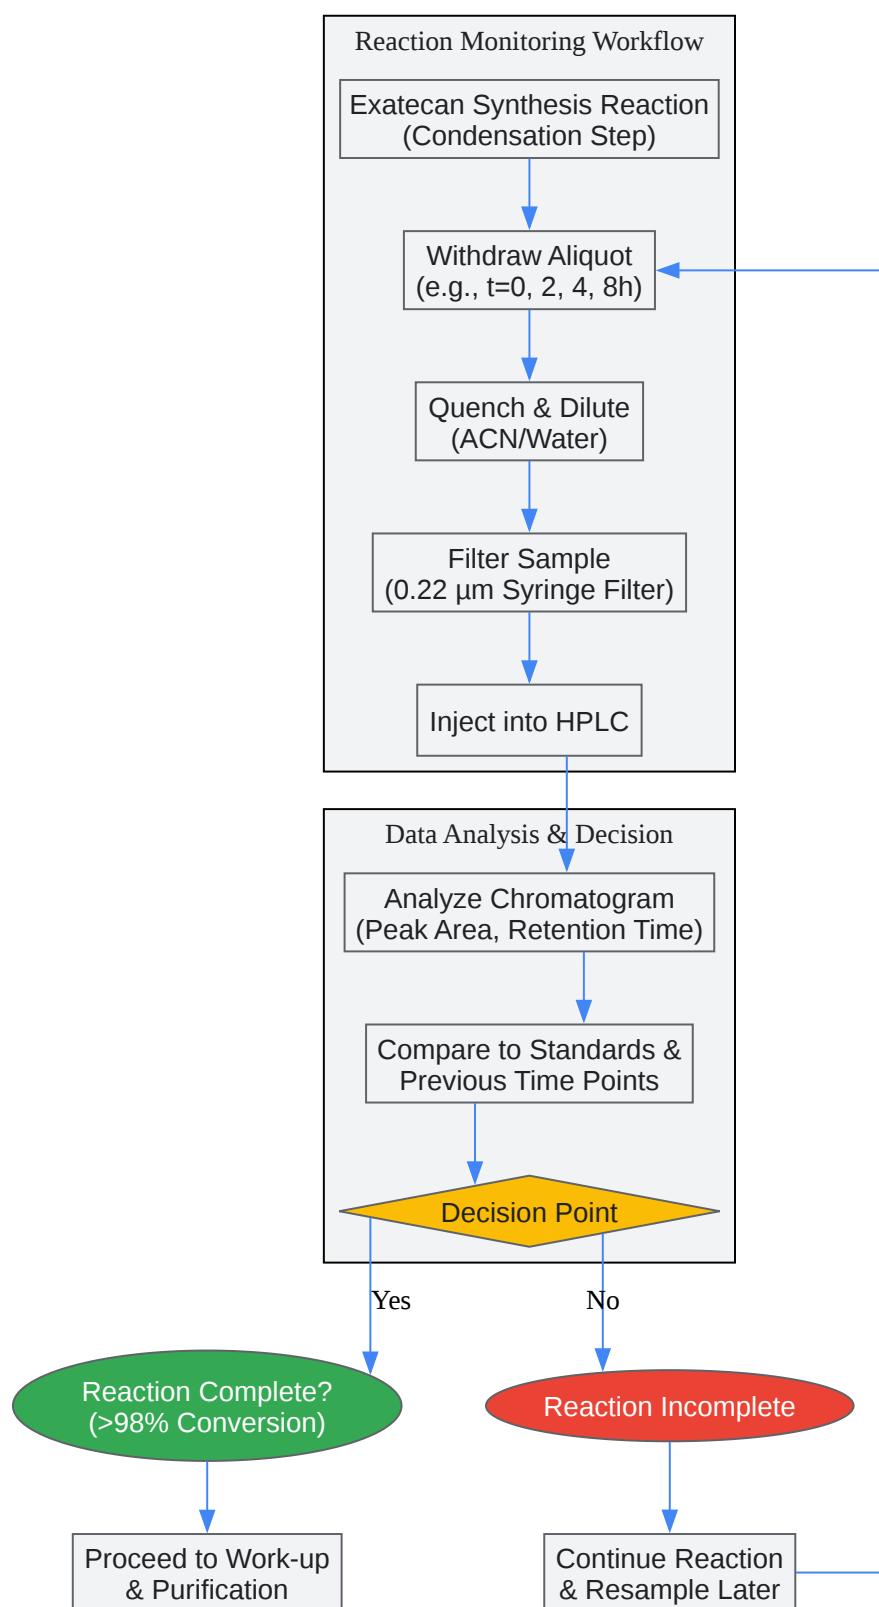 Reaction Monitoring Workflow
Exatecan Synthesis Reaction
(Condensation Step)
Withdraw Aliquot
(e.g., t=0, 2, 4, 8h)
Quench & Dilute
(ACN/Water)
Filter Sample
(0.22 µm Syringe Filter)
Inject into HPLC
Data Analysis & Decision
Analyze Chromatogram
(Peak Area, Retention Time)
Compare to Standards &
Previous Time Points
Decision Point
Yes
No
Reaction Complete?
(>98% Conversion)
Reaction Incomplete
Proceed to Work-up
& Purification
Continue Reaction
& Resample Later